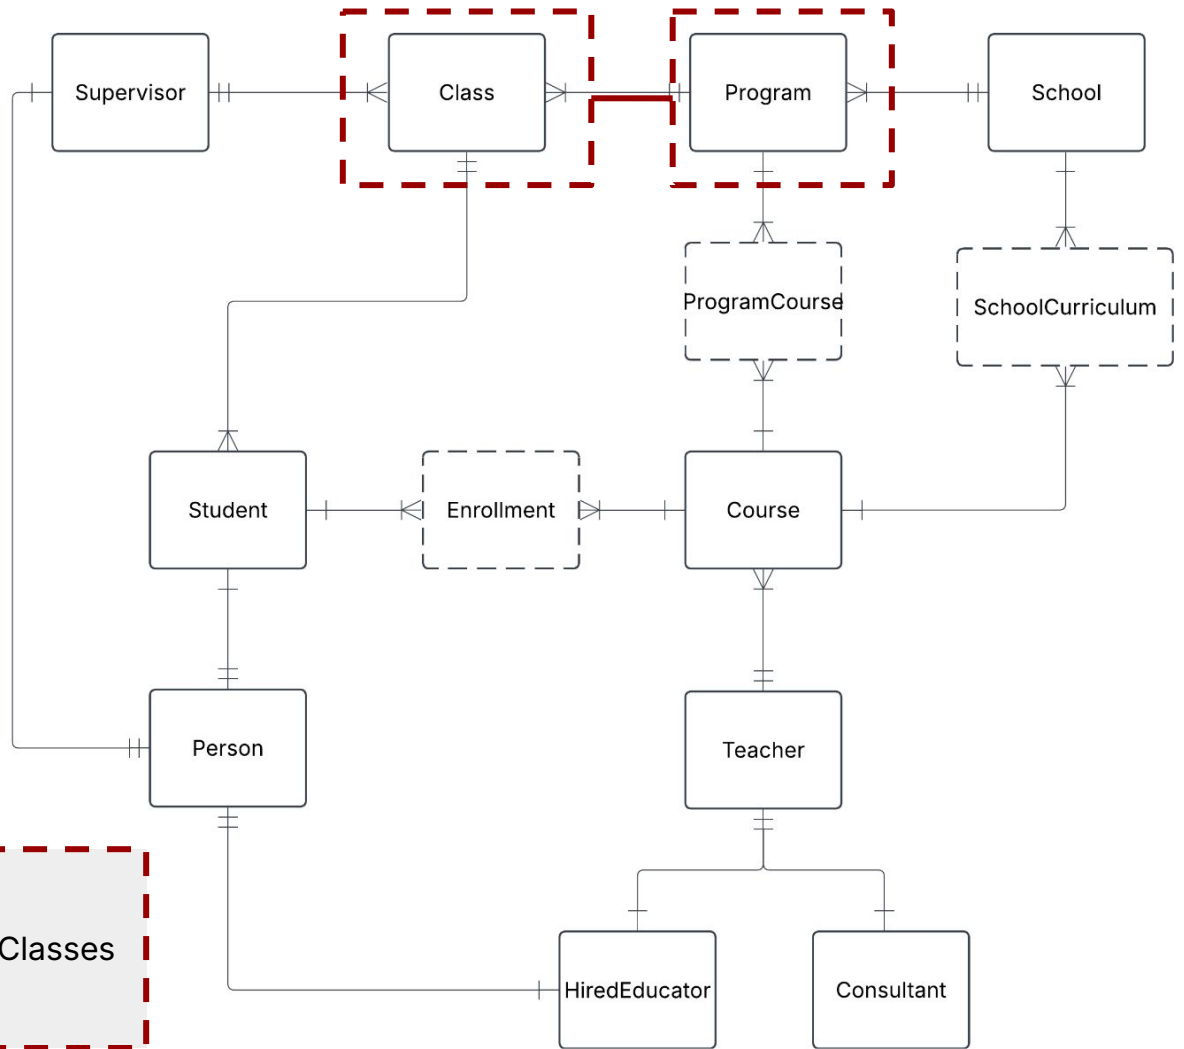 Supervisor
Class
Program
School
ProgramCourse
SchoolCurriculum
Student
Enrollment
Course
Person
Teacher
Classes
HiredEducator
Consultant